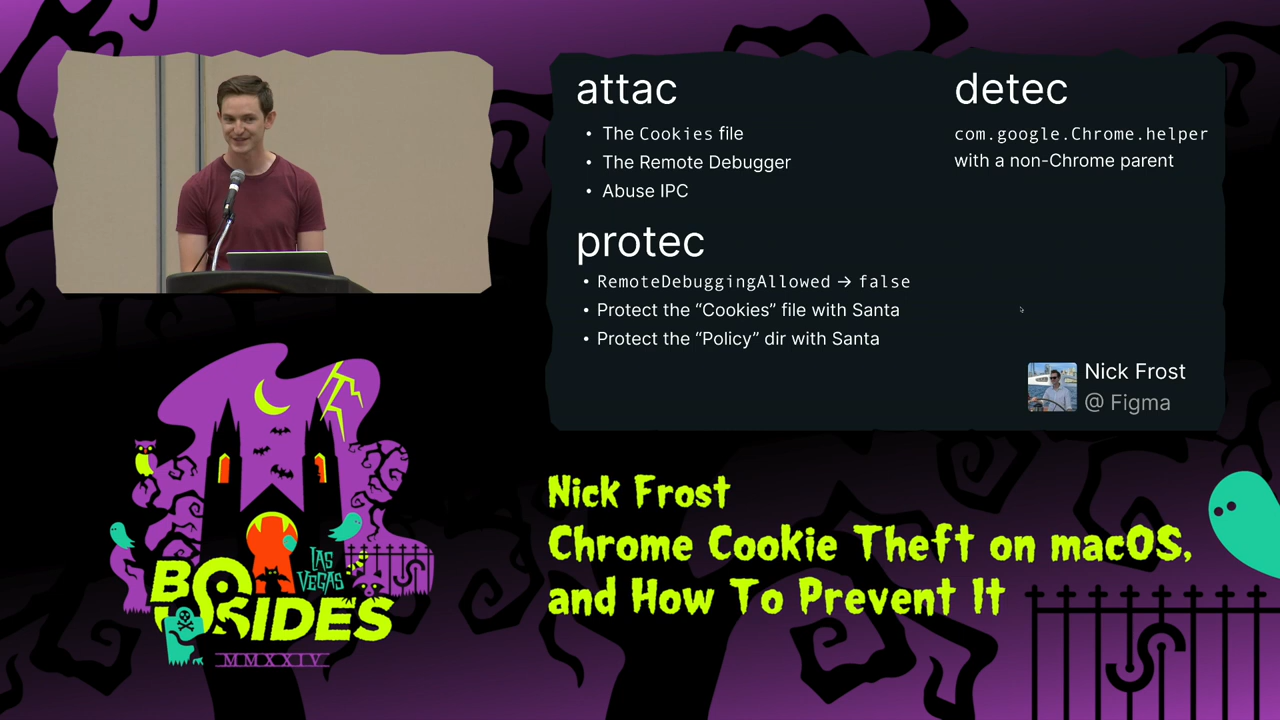 attac
• The Cookies file
• The Remote Debugger
• Abuse IPC
detec
com.google.Chrome.helper
with a non-Chrome parent
protec
• RemoteDebuggingAllowed → false
• Protect the “Cookies” file with Santa
• Protect the “Policy” dir with Santa
Nick Frost
@ Figma
BSIDES
LAS
VEGAS
MMXXIV
Nick Frost
Chrome Cookie Theft on macOS,
and How To Prevent It